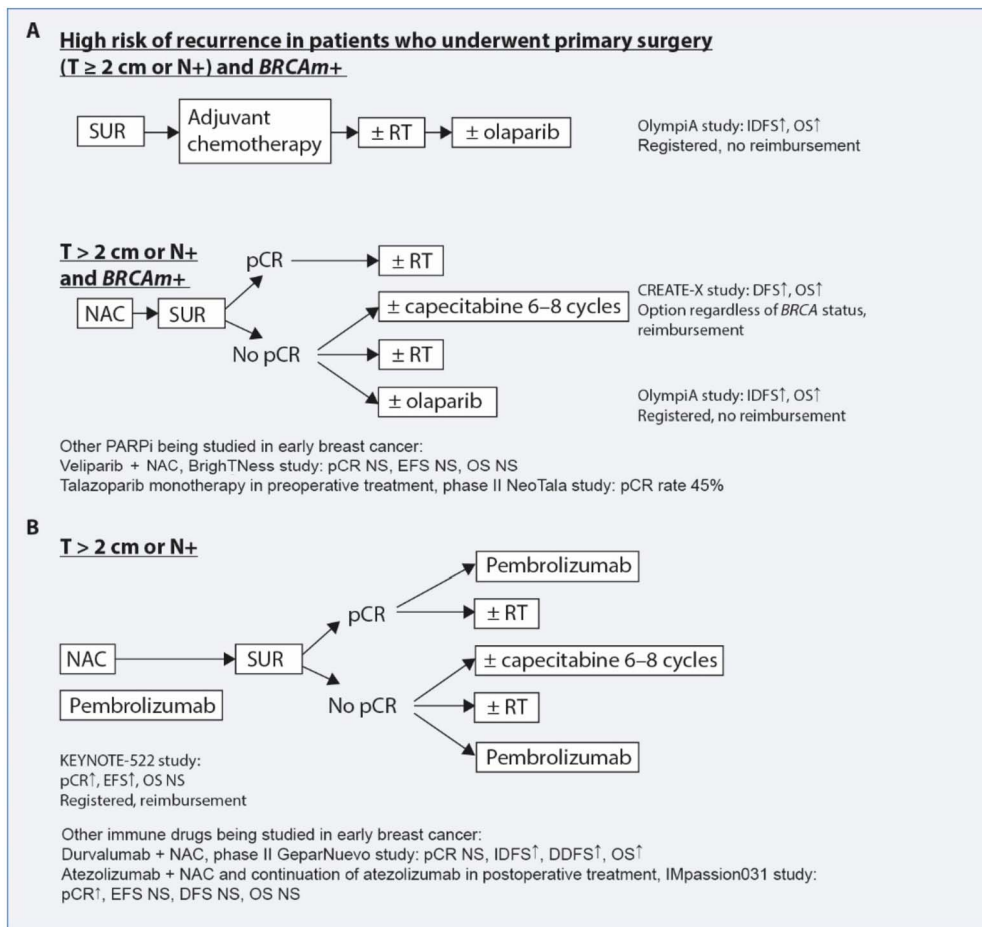 A
High risk of recurrence in patients who underwent primary surgery
(T ≥ 2 cm or N+) and BRCAm+
SUR
Adjuvant
chemotherapy
± RT
± olaparib
OlympiA study: IDFS↑, OS↑
Registered, no reimbursement
T > 2 cm or N+
and BRCAm+
NAC
SUR
pCR
± RT
No pCR
± capecitabine 6–8 cycles
CREATE-X study: DFS↑, OS↑
Option regardless of BRCA status,
reimbursement
± RT
± olaparib
OlympiA study: IDFS↑, OS↑
Registered, no reimbursement
Other PARPi being studied in early breast cancer:
Veliparib + NAC, BrighTNess study: pCR NS, EFS NS, OS NS
Talazoparib monotherapy in preoperative treatment, phase II NeoTala study: pCR rate 45%
B
T > 2 cm or N+
NAC
Pembrolizumab
SUR
pCR
Pembrolizumab
± RT
No pCR
± capecitabine 6–8 cycles
± RT
Pembrolizumab
KEYNOTE-522 study:
pCR↑, EFS↑, OS NS
Registered, reimbursement
Other immune drugs being studied in early breast cancer:
Durvalumab + NAC, phase II GeparNuevo study: pCR NS, IDFS↑, DDFS↑, OS↑
Atezolizumab + NAC and continuation of atezolizumab in postoperative treatment, IMpassion031 study:
pCR↑, EFS NS, DFS NS, OS NS